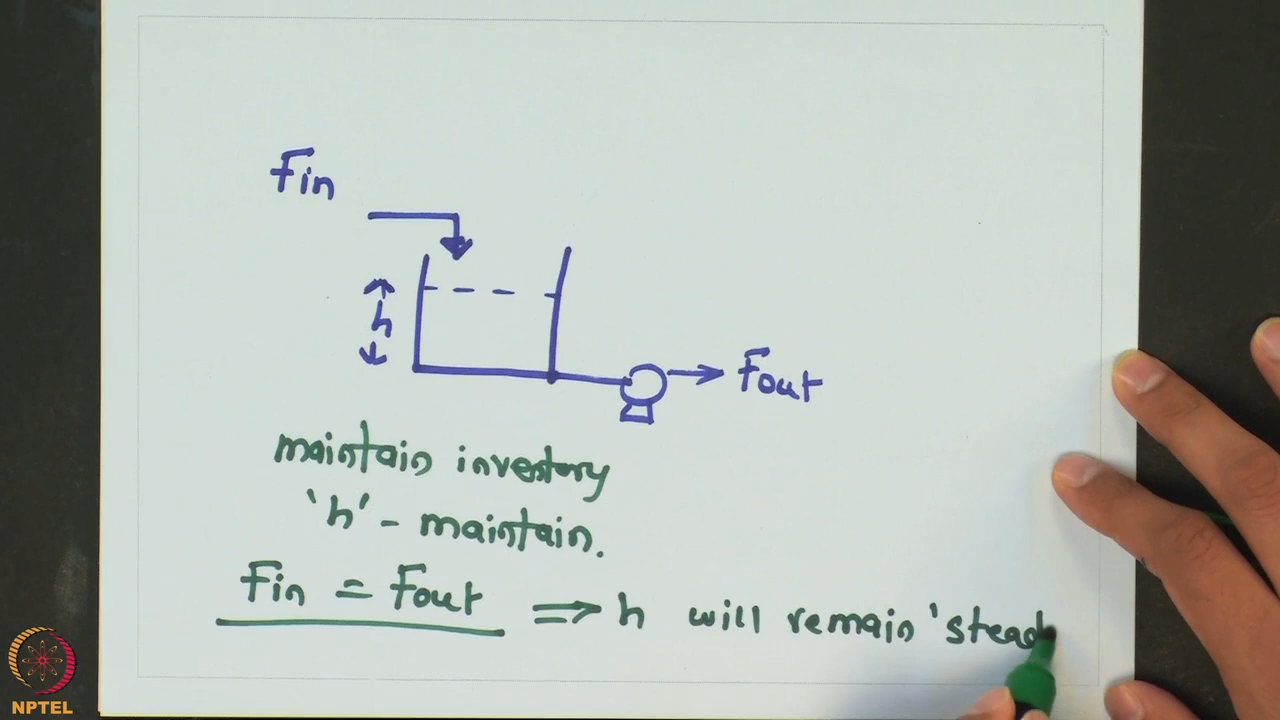 Fin
h
Fout
maintain inventory
'h' - maintain.
Fin = Fout ⇒ h will remain 'stead
NPTEL